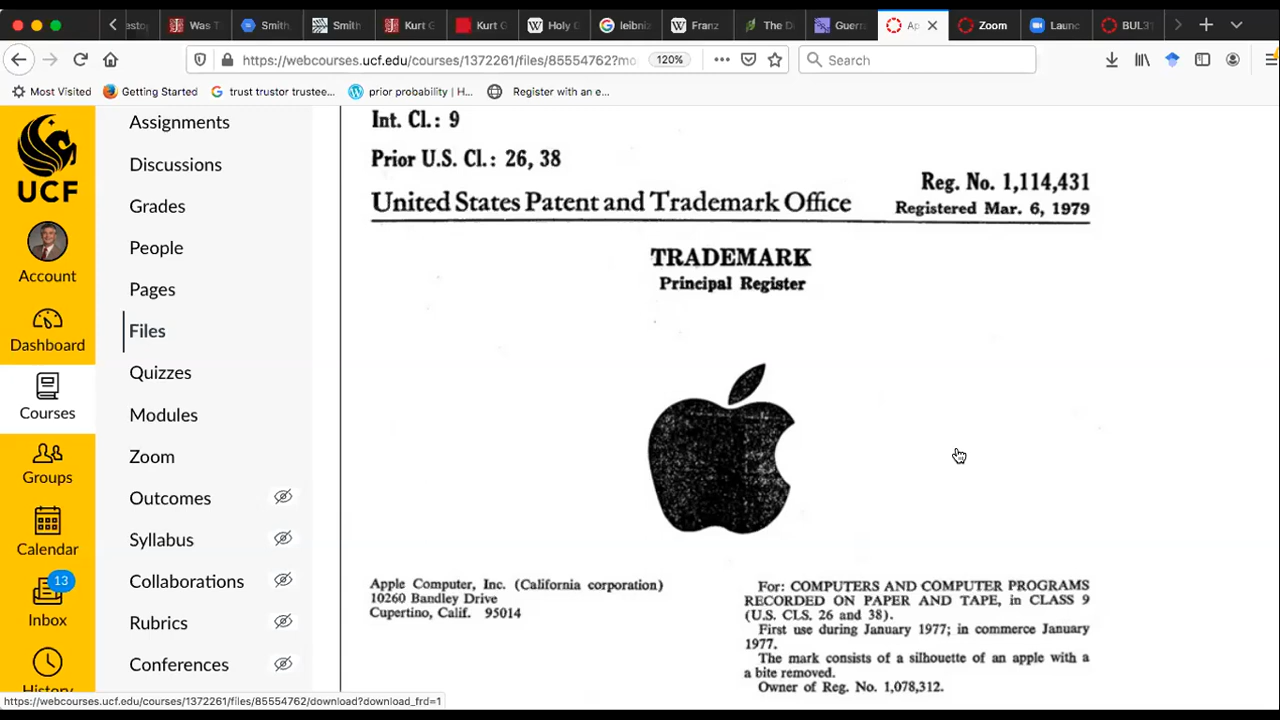 estop
Was T
Smith.
Smith
Kurt G
Kurt G
Holy D
leibniz
Franz
The D
Guerra
Ap
Zoom
Launc
BUL3
https://webcourses.ucf.edu/courses/1372261/files/85554762?mo
120%
Search
Most Visited
Getting Started
trust trustor trustee...
prior probability | H...
Register with an e...
UCF
Account
Dashboard
Courses
Groups
Calendar
13
Inbox
History
Assignments
Discussions
Grades
People
Pages
Files
Quizzes
Modules
Zoom
Outcomes
Syllabus
Collaborations
Rubrics
Conferences
Int. Cl.: 9
Prior U.S. Cl.: 26, 38
Reg. No. 1,114,431
United States Patent and Trademark Office
Registered Mar. 6, 1979
TRADEMARK
Principal Register
Apple Computer, Inc. (California corporation)
10260 Bandley Drive
Cupertino, Calif. 95014
For: COMPUTERS AND COMPUTER PROGRAMS
RECORDED ON PAPER AND TAPE, in CLASS 9
(U.S. CLS. 26 and 38).
First use during January 1977; in commerce January
1977.
The mark consists of a silhouette of an apple with a
a bite removed.
Owner of Reg. No. 1,078,312.
https://webcourses.ucf.edu/courses/1372261/files/85554762/download?download_frd=1